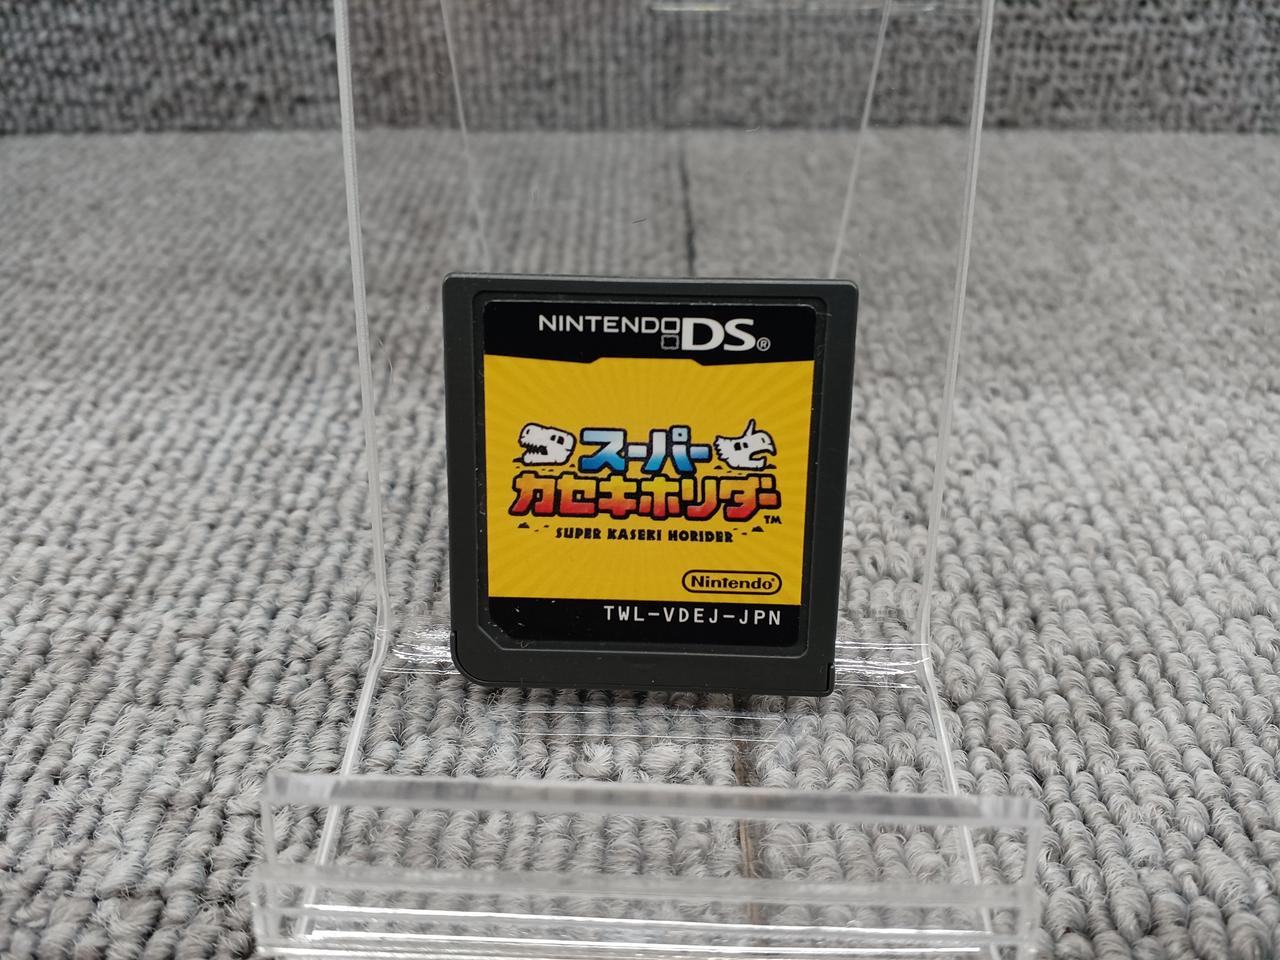 NINTENDO DS®
スーパー
カセキホリダー™
SUPER KASEKI HORIDER
Nintendo
TWL-VDEJ-JPN